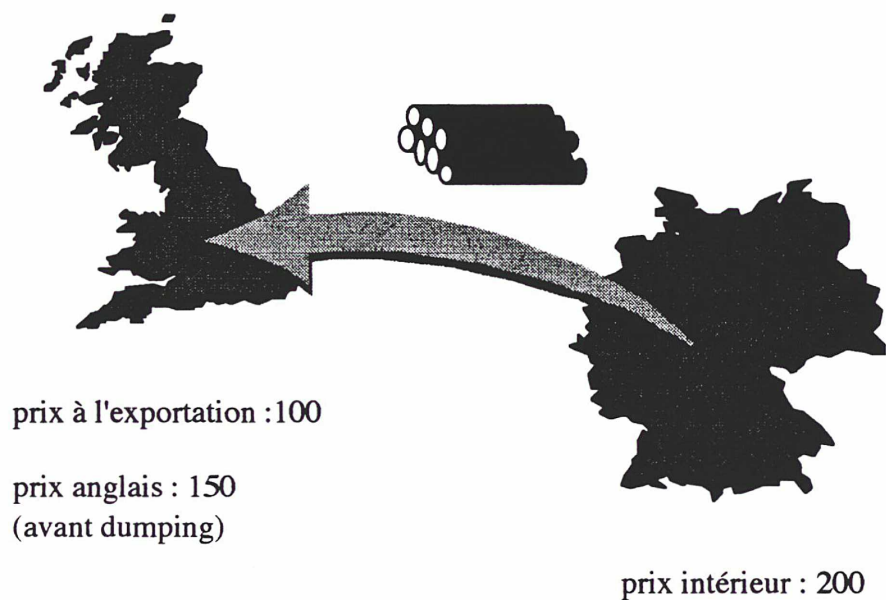 prix à l'exportation :100
prix anglais : 150
(avant dumping)
prix intérieur : 200